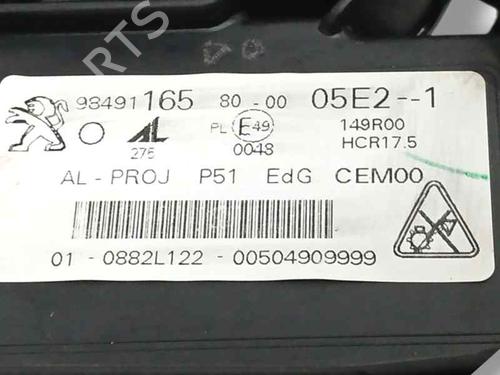 PARTS
98491165 80-00 05E2--1
AL 275 PL E49 0048 149R00
HCR17.5
AL-PROJ P51 EdG CEM00
01-0882L122-00504909999